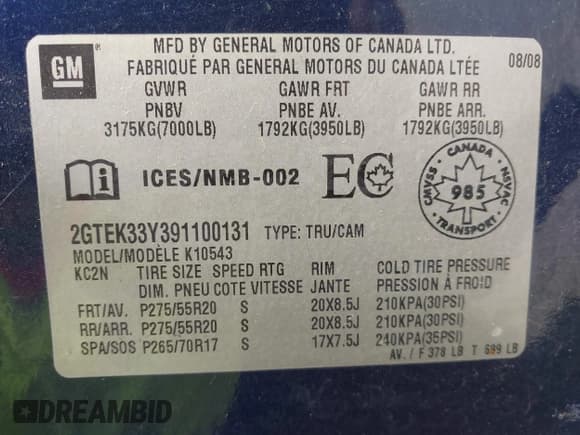 GM
MFD BY GENERAL MOTORS OF CANADA LTD.
FABRIQUÉ PAR GENERAL MOTORS DU CANADA LTÉE
08/08
GVWR GAWR FRT GAWR RR
PNBV PNBE AV. PNBE ARR.
3175KG(7000LB) 1792KG(3950LB) 1792KG(3950LB)
i ICES/NMB-002 EC
CANADA
CMVSS 985 NSVAC
TRANSPORT
2GTEK33Y391100131 TYPE: TRU/CAM
MODEL/MODÈLE K10543
KC2N TIRE SIZE SPEED RTG RIM COLD TIRE PRESSURE
DIM. PNEU COTE VITESSE JANTE PRESSION À FROID
FRT/AV. P275/55R20 S 20X8.5J 210KPA(30PSI)
RR/ARR. P275/55R20 S 20X8.5J 210KPA(30PSI)
SPA/SOS P265/70R17 S 17X7.5J 240KPA(35PSI)
AV. / F 378 LB T 699 LB
DREAMBID